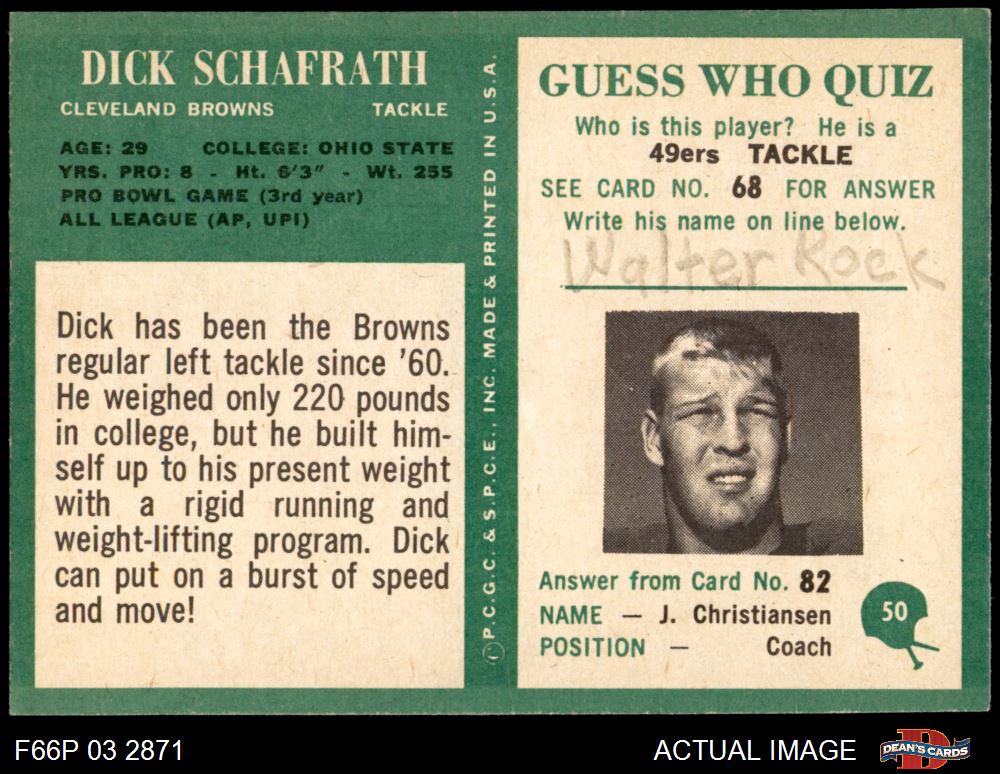 DICK SCHAFRATH
CLEVELAND BROWNS TACKLE
AGE: 29 COLLEGE: OHIO STATE
YRS. PRO: 8 - Ht. 6'3" - Wt. 255
PRO BOWL GAME (3rd year)
ALL LEAGUE (AP, UPI)
Dick has been the Browns
regular left tackle since '60.
He weighed only 220 pounds
in college, but he built him-
self up to his present weight
with a rigid running and
weight-lifting program. Dick
can put on a burst of speed
and move!
© P.C.G.C. & S.P.C.E., INC. MADE & PRINTED IN U.S.A.
GUESS WHO QUIZ
Who is this player? He is a
49ers TACKLE
SEE CARD NO. 68 FOR ANSWER
Write his name on line below.
Walter Rock
Answer from Card No. 82
NAME — J. Christiansen
POSITION — Coach
50
F66P 03 2871
ACTUAL IMAGE
DEAN'S CARDS